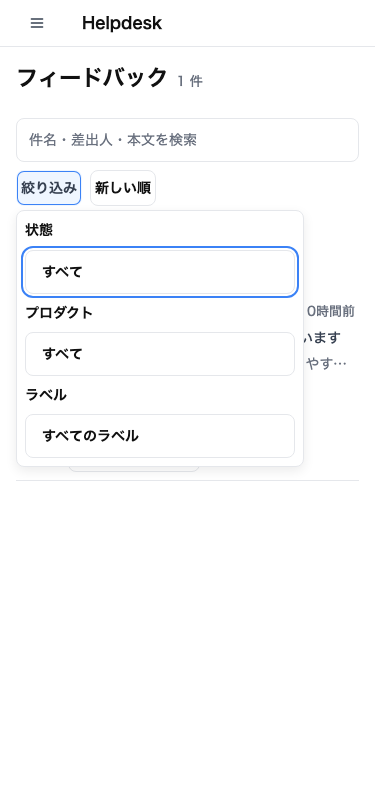 Helpdesk
フィードバック 1 件
件名・差出人・本文を検索
絞り込み 新しい順
状態
すべて
プロダクト
0時間前
います
すべて
やす…
ラベル
すべてのラベル